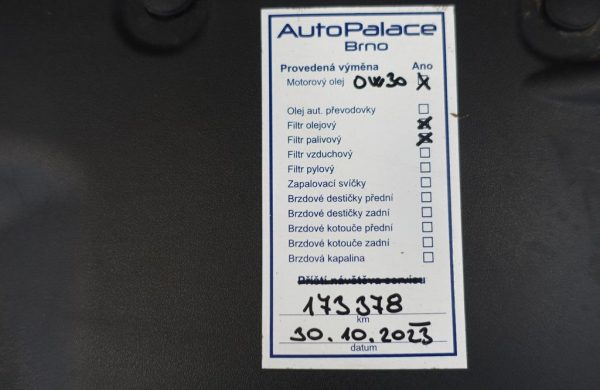 AutoPalace
Brno
Provedená výměna Ano
Motorový olej 0W30 X
Olej aut. převodovky ☐
Filtr olejový X
Filtr palivový X
Filtr vzduchový ☐
Filtr pylový ☐
Zapalovací svíčky ☐
Brzdové destičky přední ☐
Brzdové destičky zadní ☐
Brzdové kotouče přední ☐
Brzdové kotouče zadní ☐
Brzdová kapalina ☐
Příští návštěva servisu
173378
km
30.10.2023
datum